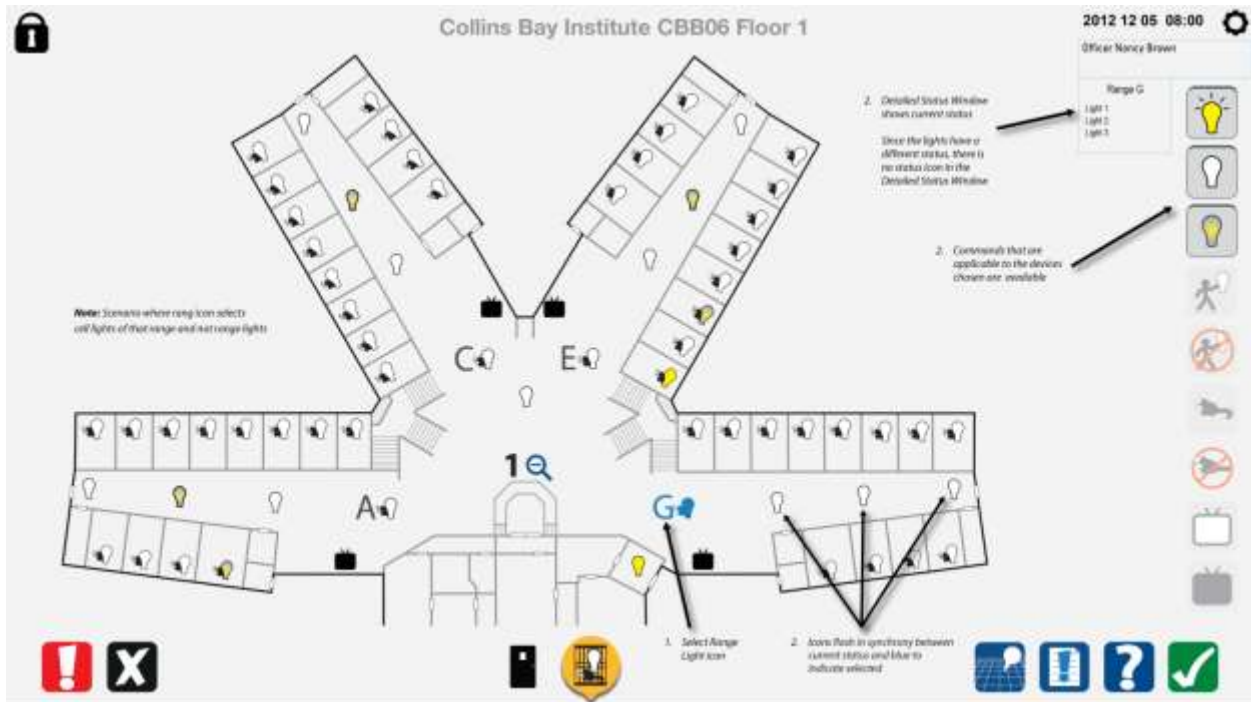 Collins Bay Institute CBB06 Floor 1
2012 12 05 08:00
Officer Nancy Brown
Range G
Light 1
Light 2
Light 3
2. Detailed Status Window
shows current status
Since the lights have a
different status, there is
no status icon in the
Detailed Status Window
2. Commands that are
applicable to the devices
chosen are available
Note: Scenario where rang icon selects
cell lights of that range and not range lights
C
E
1
A
G
1. Select Range
Light Icon
2. Icons flash in synchrony between
current status and blue to
indicate selected